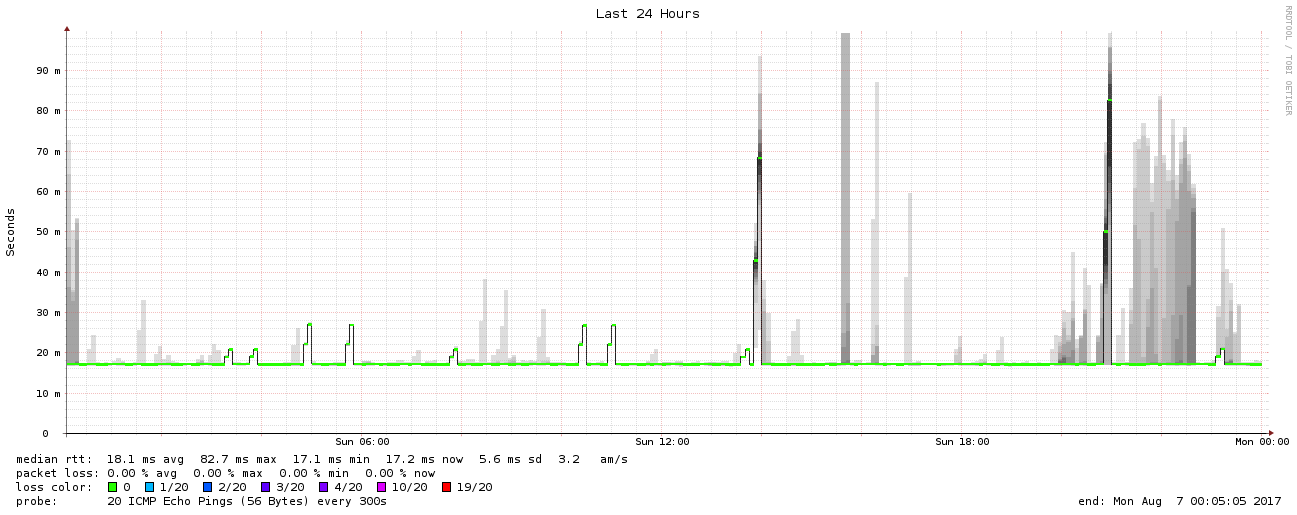 Last 24 Hours
RRDTOOL / TOBI OETIKER
Seconds
90 m
80 m
70 m
60 m
50 m
40 m
30 m
20 m
10 m
0
Sun 06:00 Sun 12:00 Sun 18:00 Mon 00:00
median rtt: 18.1 ms avg 82.7 ms max 17.1 ms min 17.2 ms now 5.6 ms sd 3.2 am/s
packet loss: 0.00 % avg 0.00 % max 0.00 % min 0.00 % now
loss color: 0 1/20 2/20 3/20 4/20 10/20 19/20
probe: 20 ICMP Echo Pings (56 Bytes) every 300s end: Mon Aug 7 00:05:05 2017